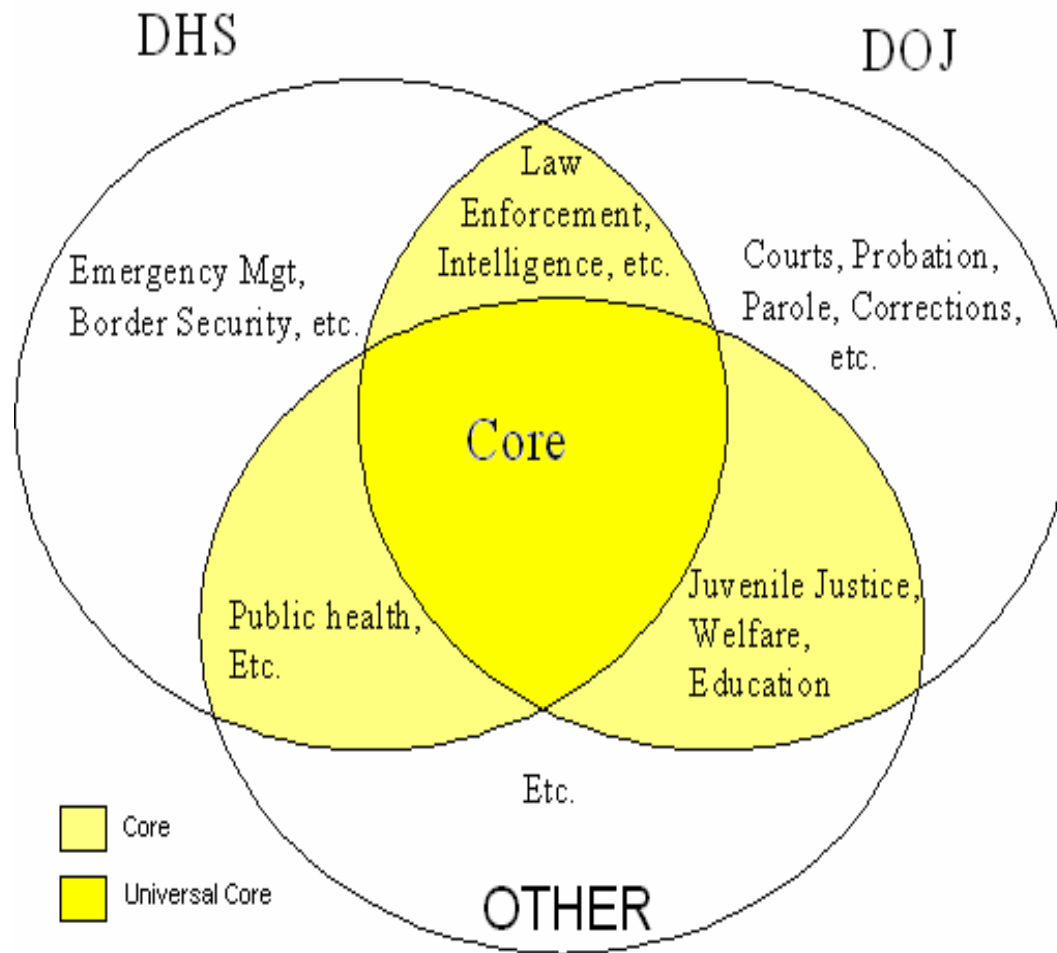 DHS
DOJ
Law
Enforcement,
Intelligence, etc.
Emergency Mgt,
Border Security, etc.
Courts, Probation,
Parole, Corrections,
etc.
Core
Public health,
Etc.
Juvenile Justice,
Welfare,
Education
Etc.
Core
Universal Core
OTHER